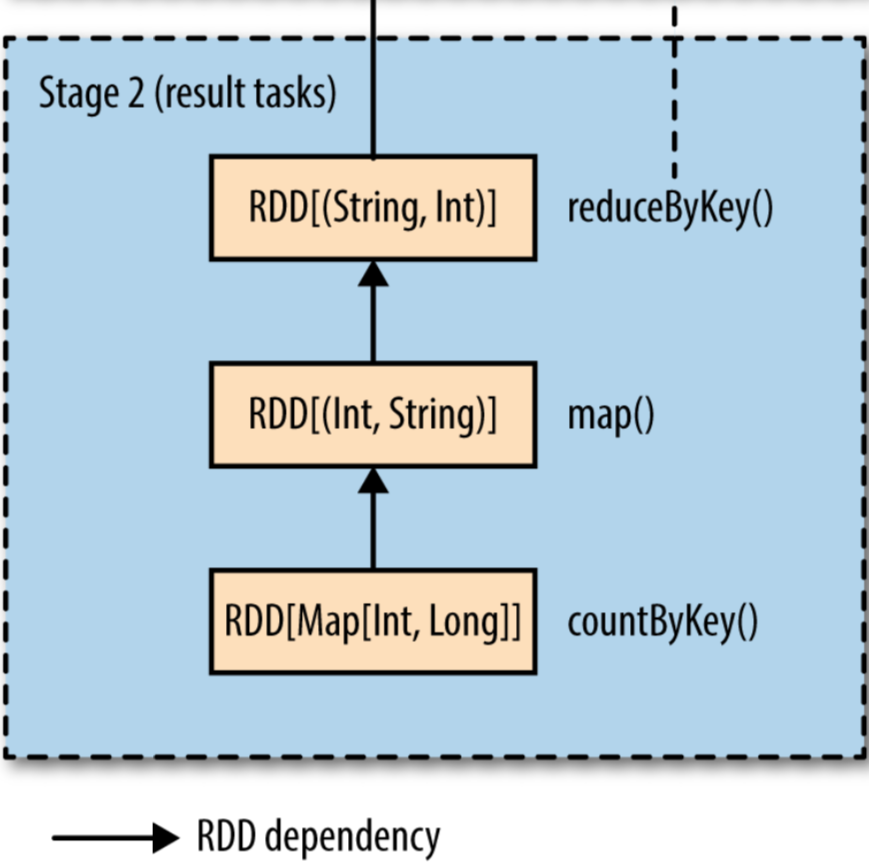 Stage 2 (result tasks)
RDD[(String, Int)] reduceByKey()
RDD[(Int, String)] map()
RDD[Map[Int, Long]] countByKey()
RDD dependency